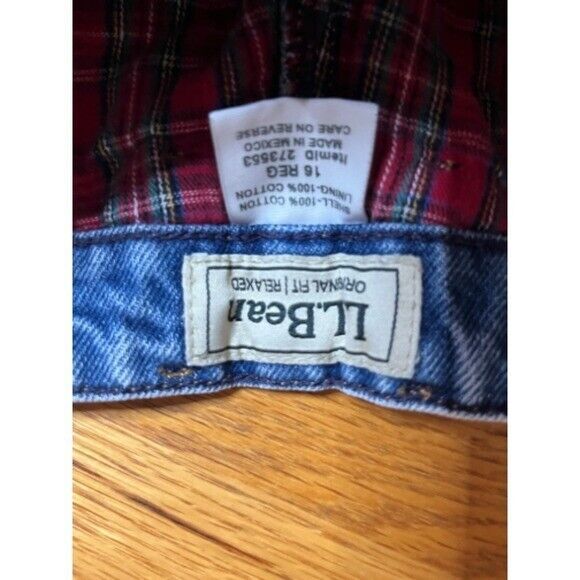 L.L.Bean
ORIGINAL FIT | RELAXED
SHELL-100% COTTON
LINING-100% COTTON
16 REG
ItemID 273553
MADE IN MEXICO
CARE ON REVERSE